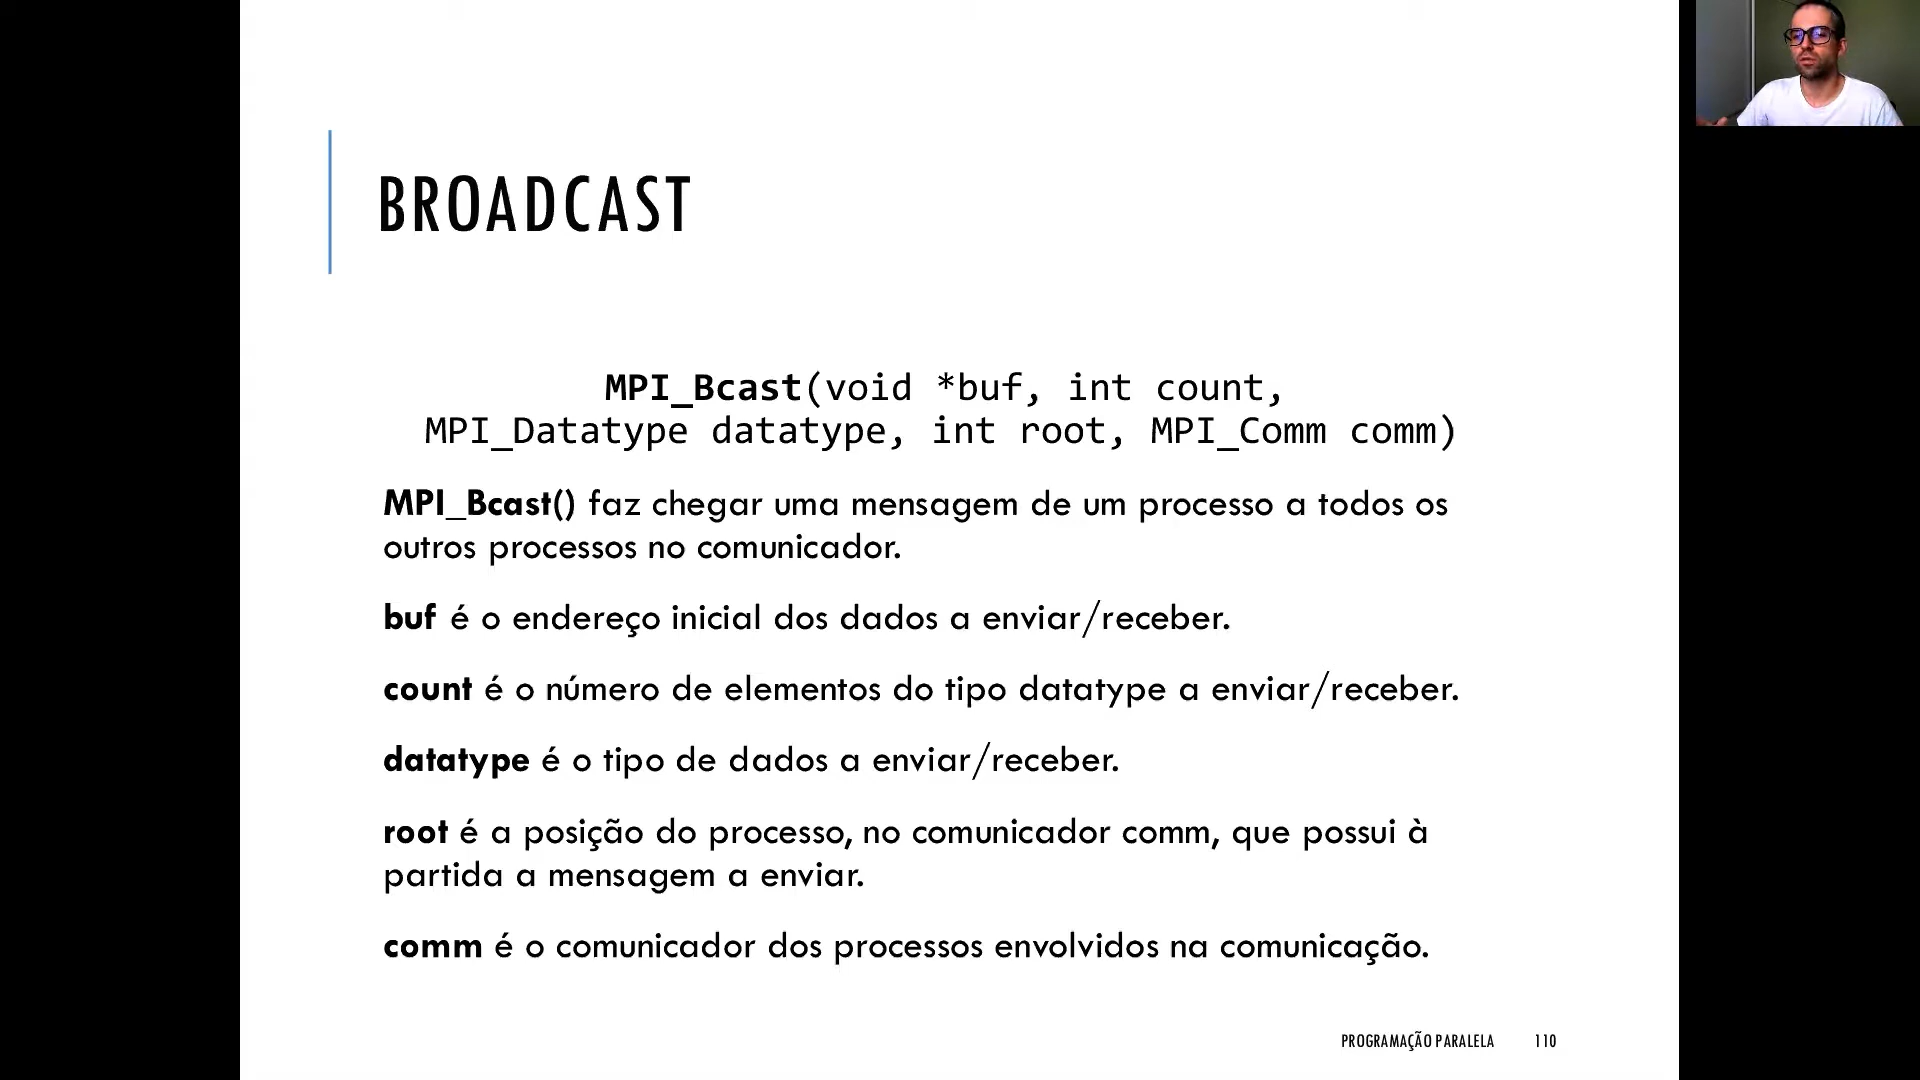 BROADCAST
MPI_Bcast(void *buf, int count,
MPI_Datatype datatype, int root, MPI_Comm comm)
MPI_Bcast() faz chegar uma mensagem de um processo a todos os
outros processos no comunicador.
buf é o endereço inicial dos dados a enviar/receber.
count é o número de elementos do tipo datatype a enviar/receber.
datatype é o tipo de dados a enviar/receber.
root é a posição do processo, no comunicador comm, que possui à
partida a mensagem a enviar.
comm é o comunicador dos processos envolvidos na comunicação.
PROGRAMAÇÃO PARALELA 110